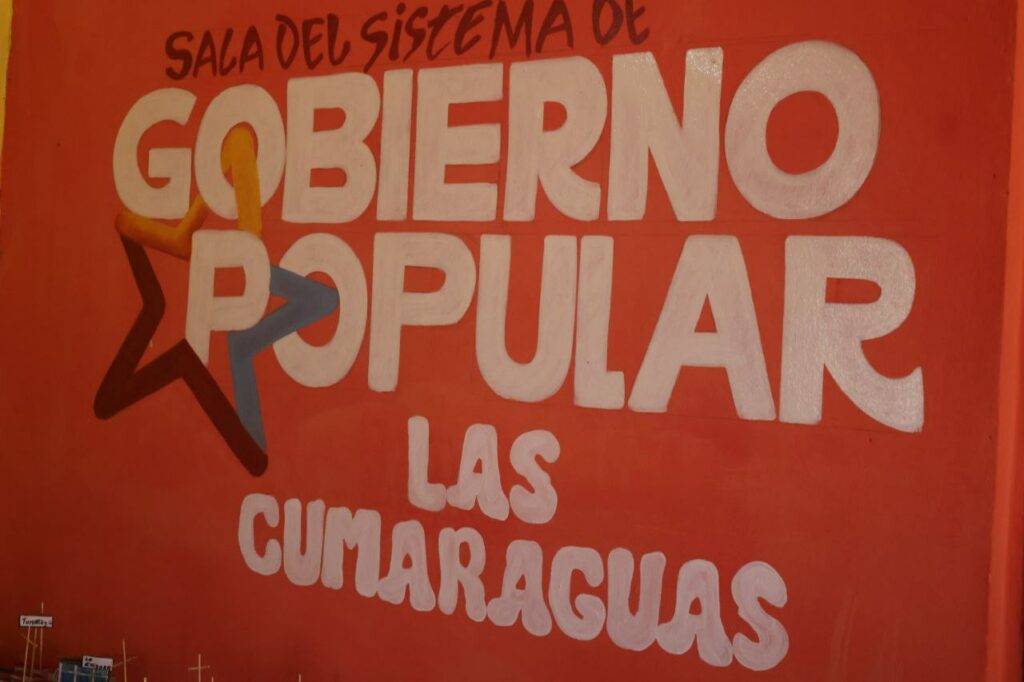 SALA DEL SISTEMA DE
GOBIERNO
POPULAR
LAS
CUMARAGUAS